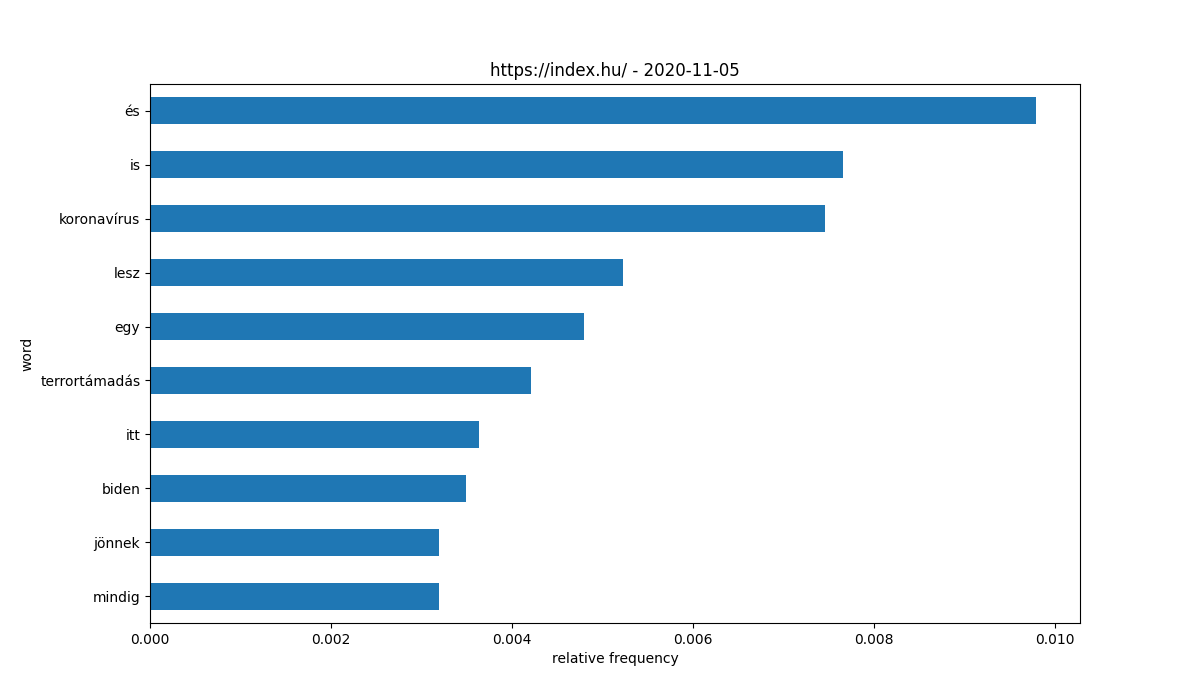 https://index.hu/ - 2020-11-05
és
is
koronavírus
lesz
egy
terrortámadás
itt
biden
jönnek
mindig
word
0.000 0.002 0.004 0.006 0.008 0.010
relative frequency